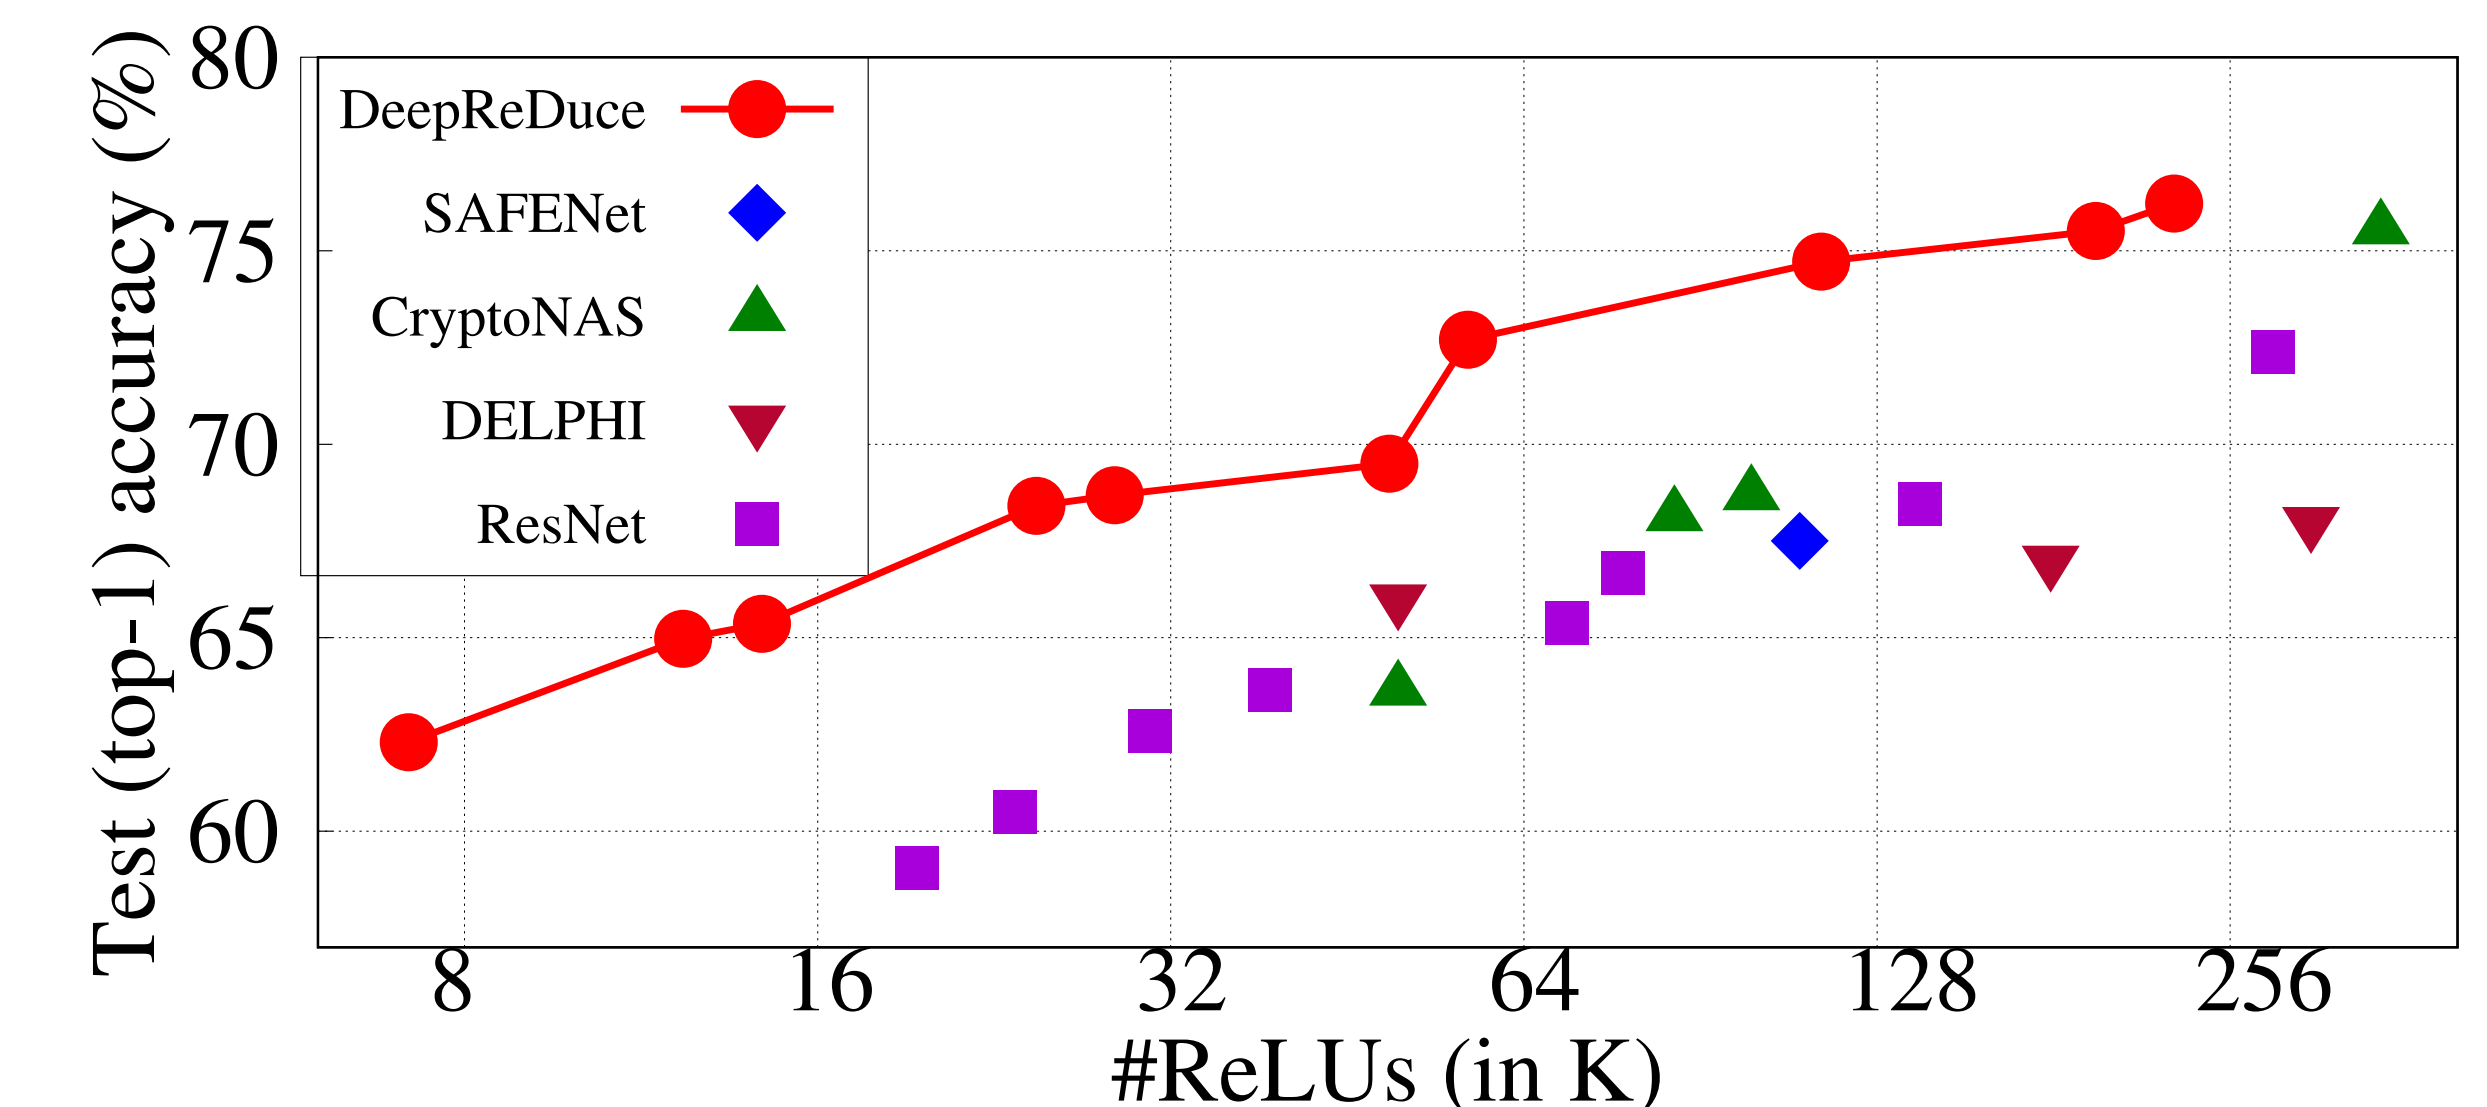 Test (top-1) accuracy (%)
80
75
70
65
60
DeepReDuce
SAFENet
CryptoNAS
DELPHI
ResNet
8 16 32 64 128 256
#ReLUs (in K)